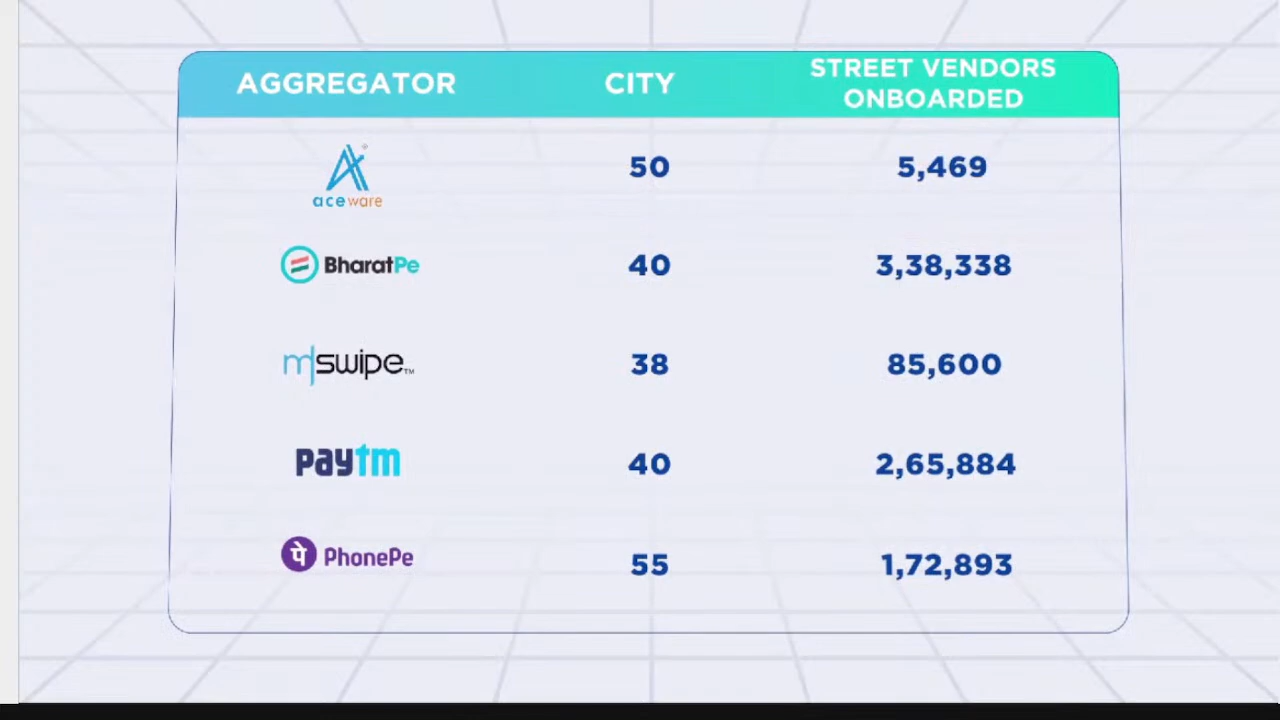 AGGREGATOR CITY STREET VENDORS
ONBOARDED
aceware 50 5,469
BharatPe 40 3,38,338
mswipe™ 38 85,600
paytm 40 2,65,884
पे PhonePe 55 1,72,893